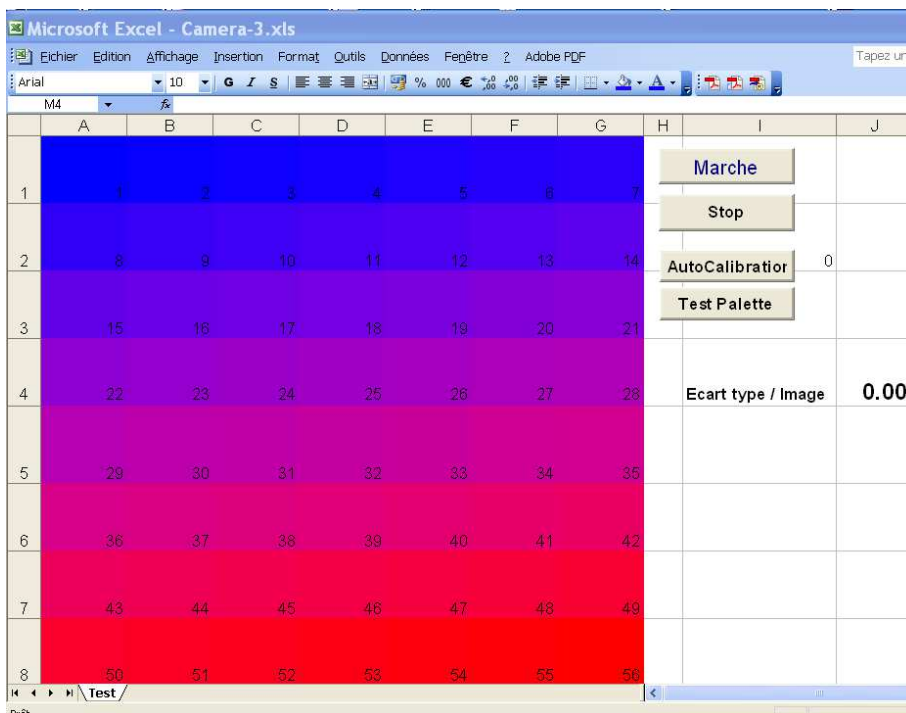 Microsoft Excel - Camera-3.xls
Fichier Edition Affichage Insertion Format Outils Données Fenêtre ? Adobe PDF Tapez un
Arial 10 G I S % 000 €
M4 fx
A B C D E F G H I J
Marche
1 1 2 3 4 5 6 7
Stop
2 8 9 10 11 12 13 14 AutoCalibration 0
Test Palette
3 15 16 17 18 19 20 21
4 22 23 24 25 26 27 28 Ecart type / Image 0.00
5 29 30 31 32 33 34 35
6 36 37 38 39 40 41 42
7 43 44 45 46 47 48 49
8 50 51 52 53 54 55 56
Test